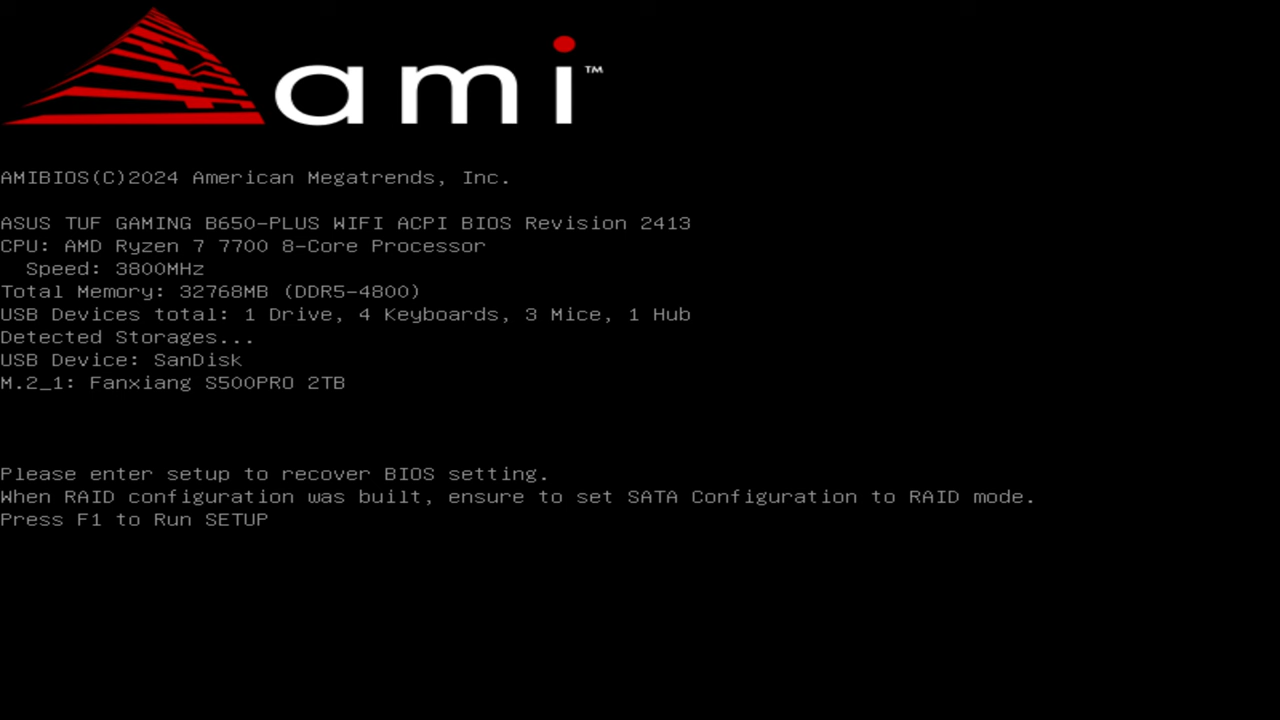 ami™
AMIBIOS(C)2024 American Megatrends, Inc.
ASUS TUF GAMING B650-PLUS WIFI ACPI BIOS Revision 2413
CPU: AMD Ryzen 7 7700 8-Core Processor
Speed: 3800MHz
Total Memory: 32768MB (DDR5-4800)
USB Devices total: 1 Drive, 4 Keyboards, 3 Mice, 1 Hub
Detected Storages...
USB Device: SanDisk
M.2_1: Fanxiang S500PRO 2TB
Please enter setup to recover BIOS setting.
When RAID configuration was built, ensure to set SATA Configuration to RAID mode.
Press F1 to Run SETUP